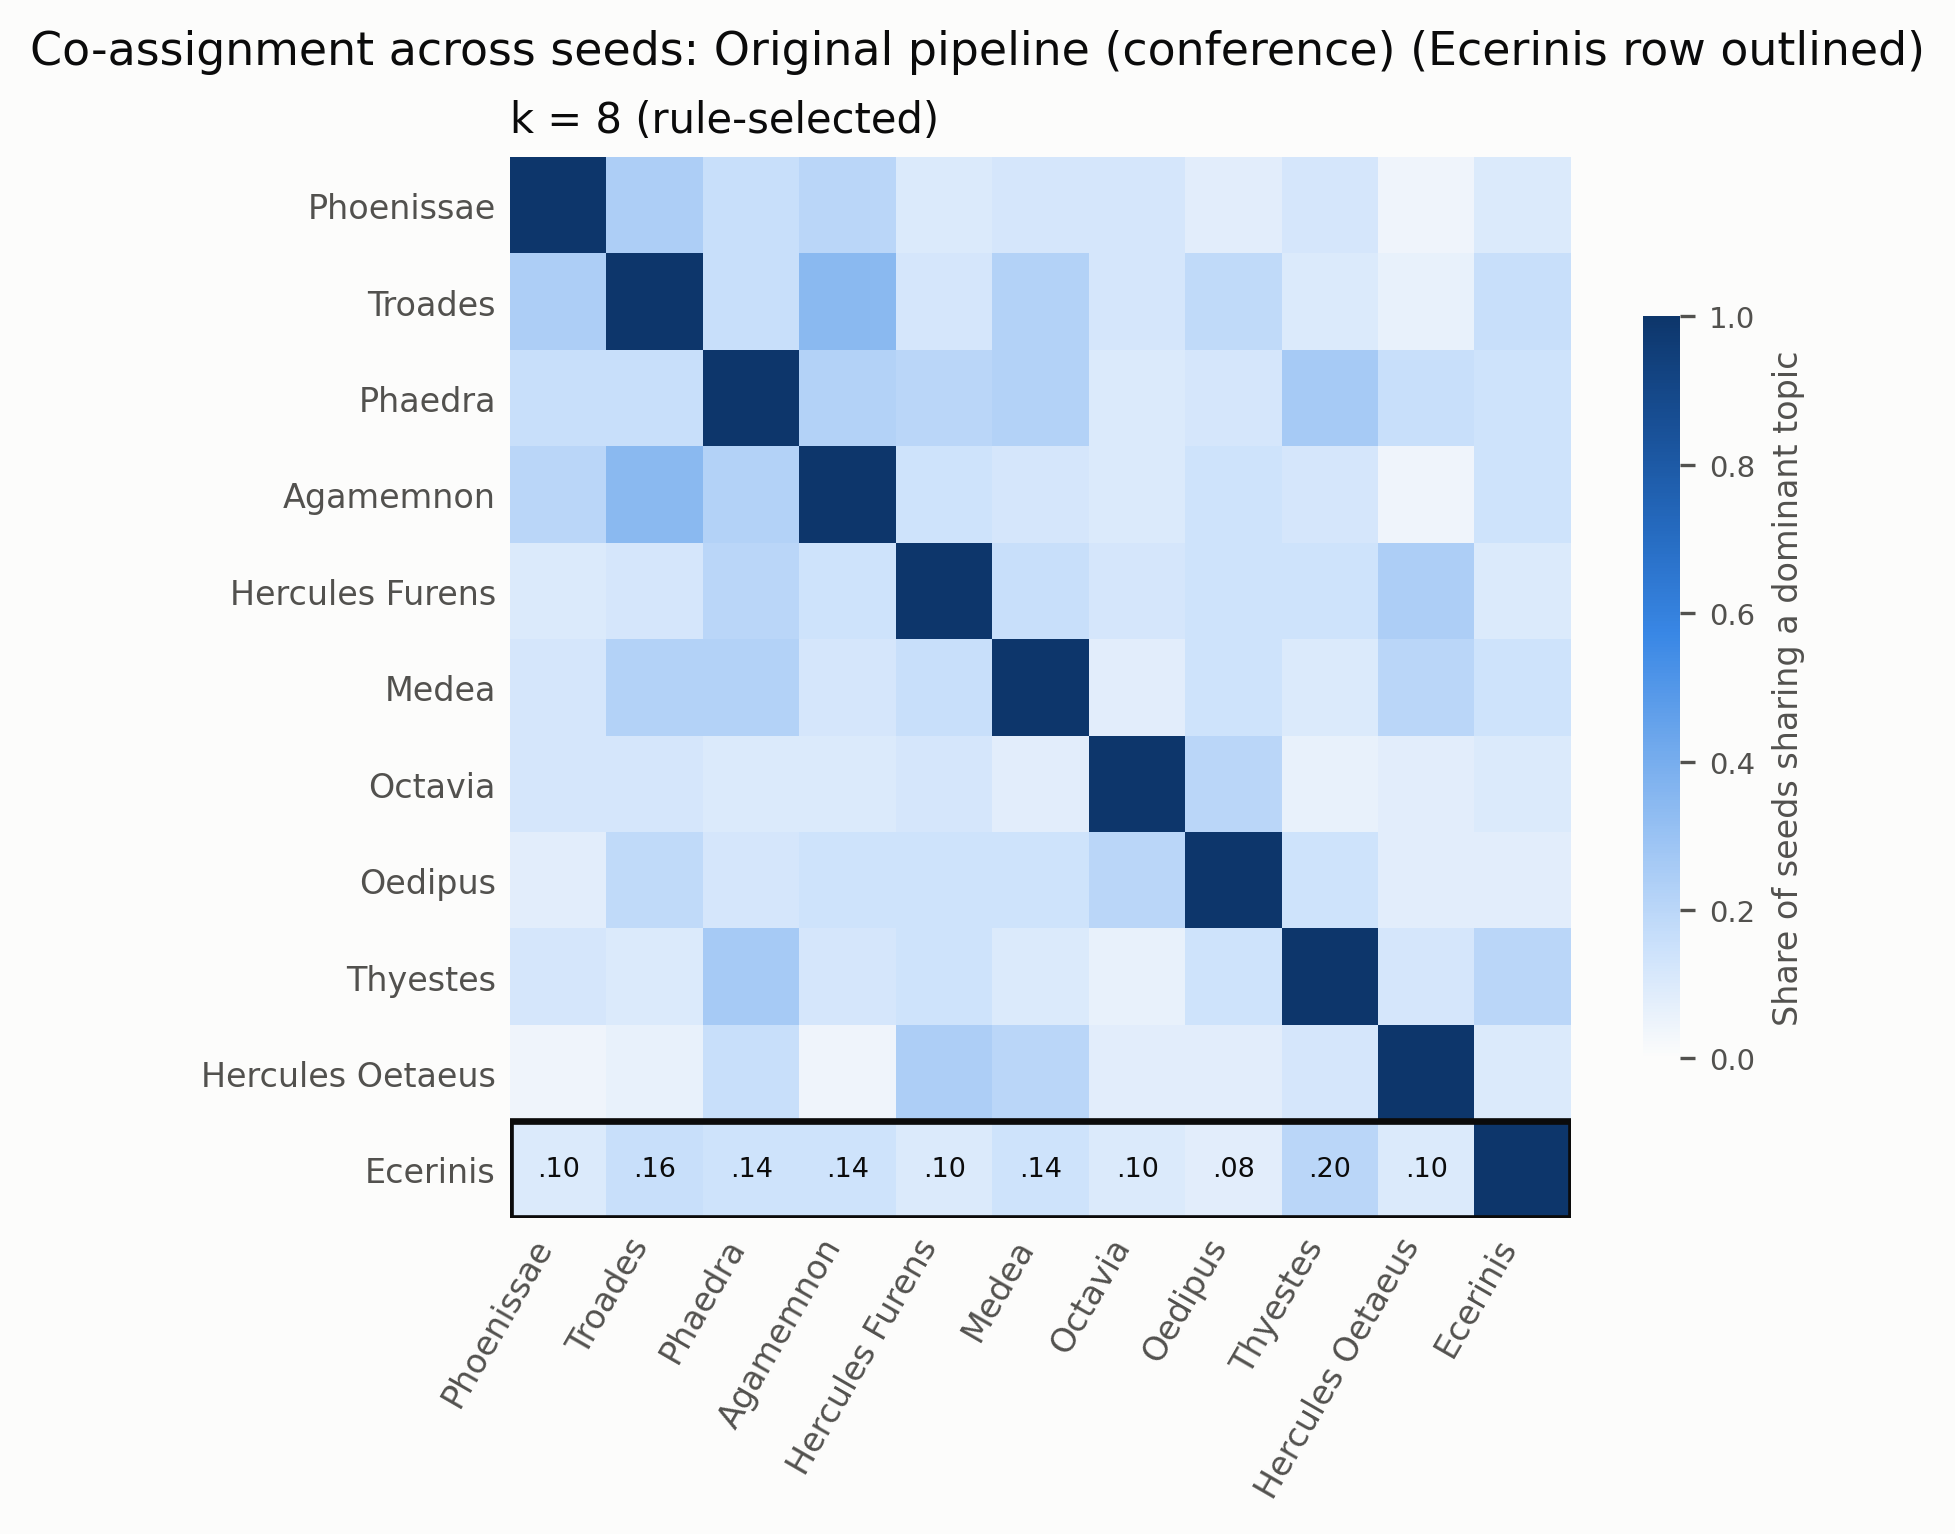 Co-assignment across seeds: Original pipeline (conference) (Ecerinis row outlined)
k = 8 (rule-selected)
Phoenissae
Troades
Phaedra
Agamemnon
Hercules Furens
Medea
Octavia
Oedipus
Thyestes
Hercules Oetaeus
Ecerinis .10 .16 .14 .14 .10 .14 .10 .08 .20 .10
Phoenissae Troades Phaedra Agamemnon Hercules Furens Medea Octavia Oedipus Thyestes Hercules Oetaeus Ecerinis
1.0
0.8
0.6
0.4
0.2
0.0
Share of seeds sharing a dominant topic